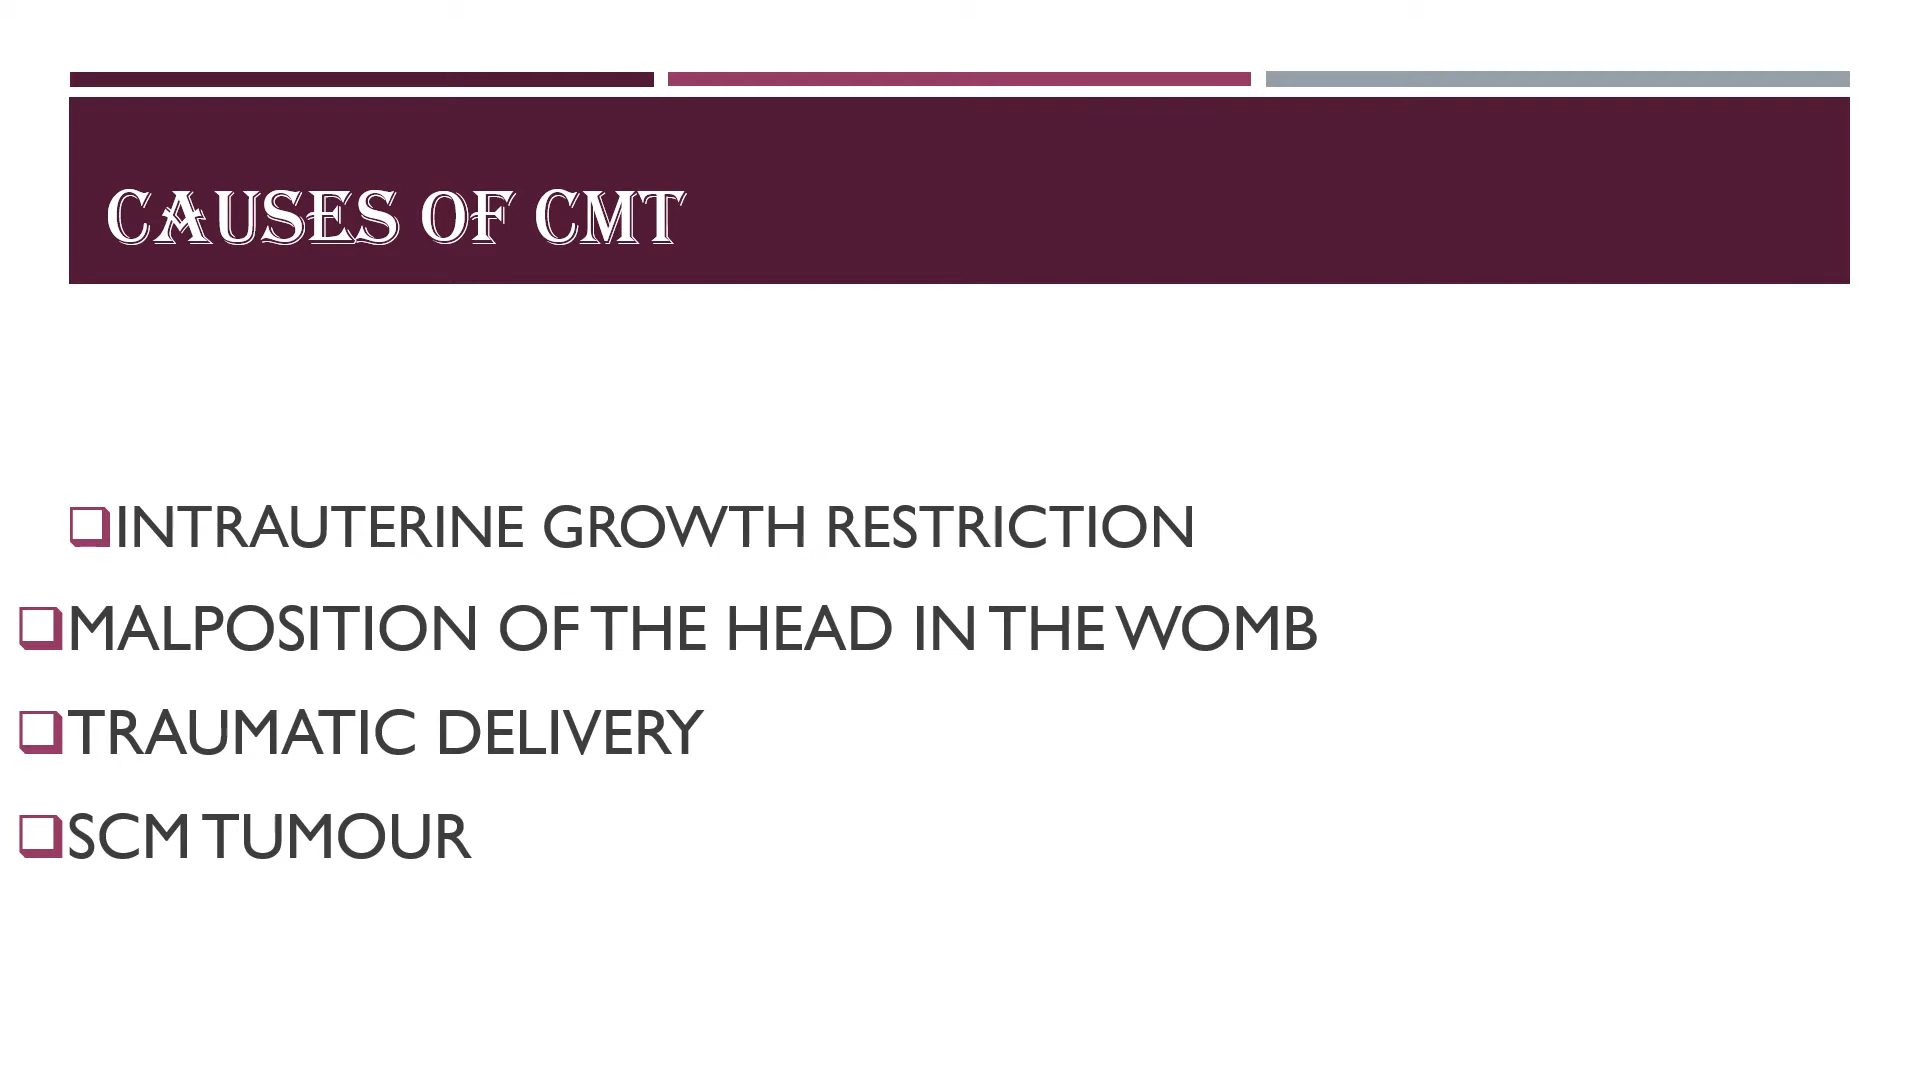 CAUSES OF CMT
INTRAUTERINE GROWTH RESTRICTION
MALPOSITION OF THE HEAD IN THE WOMB
TRAUMATIC DELIVERY
SCM TUMOUR